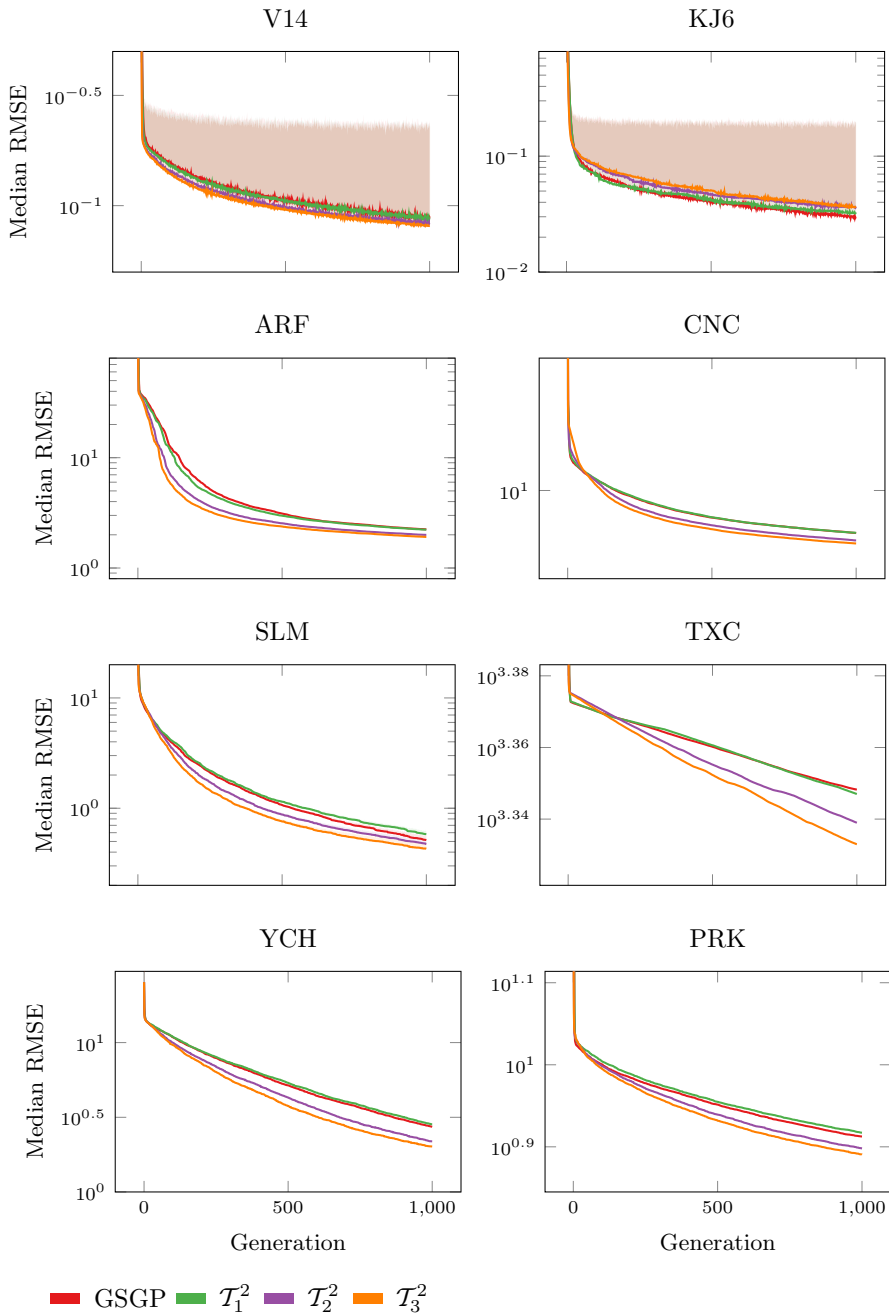 V14 KJ6
Median RMSE
10^−0.5
10^−1
10^−1
10^−2
ARF CNC
Median RMSE
10^1
10^0
10^1
SLM TXC
Median RMSE
10^1
10^0
10^3.38
10^3.36
10^3.34
YCH PRK
Median RMSE
10^1
10^0.5
10^0
10^1.1
10^1
10^0.9
0 500 1,000 0 500 1,000
Generation Generation
GSGP 𝒯_1^2 𝒯_2^2 𝒯_3^2